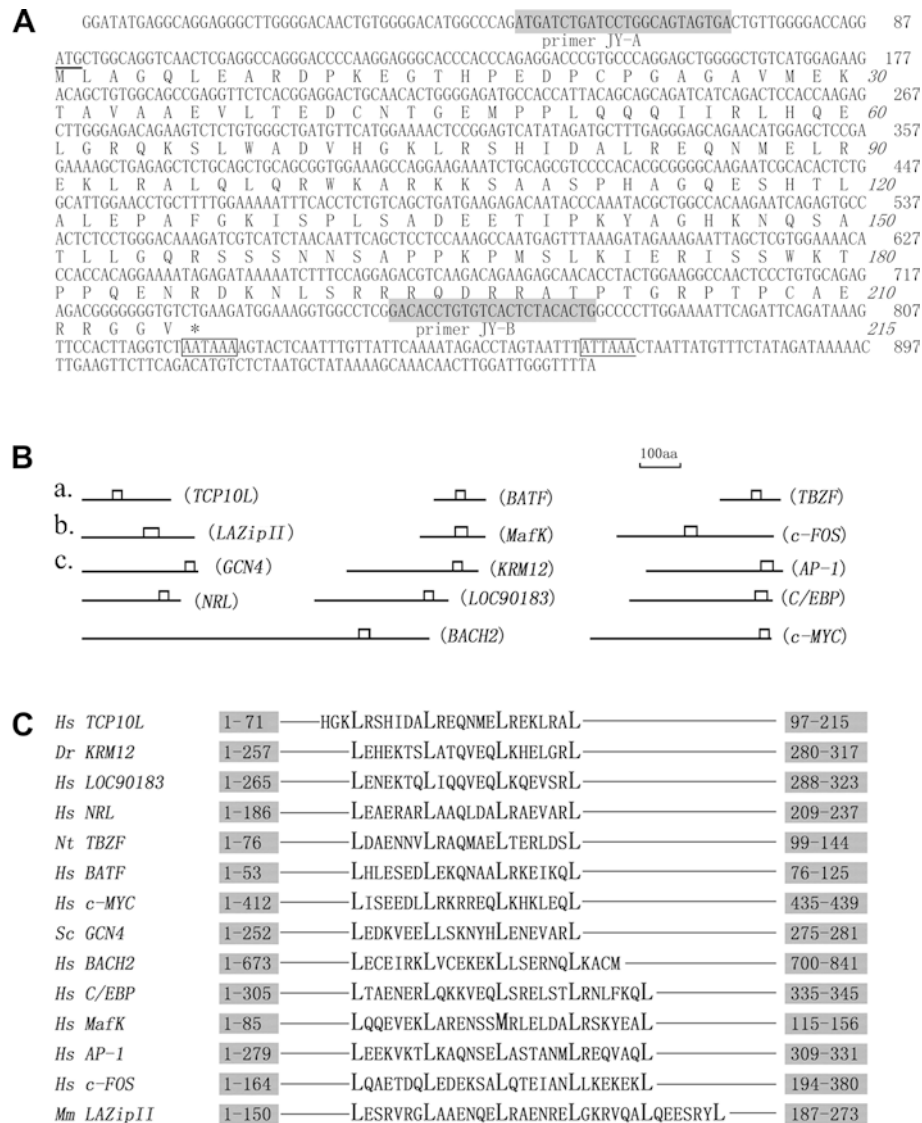 A
GGATATGAGGCAGGAGGGCTTGGGGACAACTGTGGGGACATGGCCCAGATGATCTGATCCTGGCAGTAGTGACTGTTGGGGACCAGG 87
primer JY-A
ATGCTGGCAGGTCAACTCGAGGCCAGGGACCCCAAGGAGGGCACCCACCCAGAGGACCCGTGCCCAGGAGCTGGGGCTGTCATGGAGAAG 177
M L A G Q L E A R D P K E G T H P E D P C P G A G A V M E K 30
ACAGCTGTGGCAGCCGAGGTTCTCACGGAGGACTGCAACACTGGGGAGATGCCACCATTACAGCAGCAGATCATCAGACTCCACCAAGAG 267
T A V A A E V L T E D C N T G E M P P L Q Q Q I I R L H Q E 60
CTTGGGAGACAGAAGTCTCTGTGGGCTGATGTTCATGGAAAACTCCGGAGTCATATAGATGCTTTGAGGGAGCAGAACATGGAGCTCCGA 357
L G R Q K S L W A D V H G K L R S H I D A L R E Q N M E L R 90
GAAAAGCTGAGAGCTCTGCAGCTGCAGCGGTGGAAAGCCAGGAAGAAATCTGCAGCGTCCCCACACGCGGGGCAAGAATCGCACACTCTG 447
E K L R A L Q L Q R W K A R K K S A A S P H A G Q E S H T L 120
GCATTGGAACCTGCTTTTGGAAAAATTTCACCTCTGTCAGCTGATGAAGAGACAATACCCAAATACGCTGGCCACAAGAATCAGAGTGCC 537
A L E P A F G K I S P L S A D E E T I P K Y A G H K N Q S A 150
ACTCTCCTGGGACAAAGATCGTCATCTAACAATTCAGCTCCTCCAAAGCCAATGAGTTTAAAGATAGAAAGAATTAGCTCGTGGAAAACA 627
T L L G Q R S S S N N S A P P K P M S L K I E R I S S W K T 180
CCACCACAGGAAAATAGAGATAAAAATCTTTCCAGGAGACGTCAAGACAGAAGAGCAACACCTACTGGAAGGCCAACTCCCTGTGCAGAG 717
P P Q E N R D K N L S R R R Q D R R A T P T G R P T P C A E 210
AGACGGGGGGGTGTCTGAAGATGGAAAGGTGGCCTCGGACACCTGTGTCACTCTACACTGGCCCCTTGGAAAATTCAGATTCAGATAAAG 807
R R G G V * primer JY-B 215
TTCCACTTAGGTCTAATAAAAGTACTCAATTTGTTATTCAAAATAGACCTAGTAATTTATTAAACTAATTATGTTTCTATAGATAAAAAC 897
TTGAAGTTCTTCAGACATGTCTCTAATGCTATAAAAGCAAACAACTTGGATTGGGTTTTA
B
100aa
a. (TCP10L) (BATF) (TBZF)
b. (LAZipII) (MafK) (c-FOS)
c. (GCN4) (KRM12) (AP-1)
(NRL) (LOC90183) (C/EBP)
(BACH2) (c-MYC)
C
Hs TCP10L 1-71 HGKLRSHIDALREQNMELREKLRAL 97-215
Dr KRM12 1-257 LEHEKTSLATQVEQLKHELGRL 280-317
Hs LOC90183 1-265 LENEKTQLIQQVEQLKQEVSRL 288-323
Hs NRL 1-186 LEAERARLAAQLDALRAEVARL 209-237
Nt TBZF 1-76 LDAENNVLRAQMAELTERLDSL 99-144
Hs BATF 1-53 LHLESEDLEKQNAALRKEIKQL 76-125
Hs c-MYC 1-412 LISEEDLLRKRREQLKHKLEQL 435-439
Sc GCN4 1-252 LEDKVEELLSKNYHLENEVARL 275-281
Hs BACH2 1-673 LECEIRKLVCEKEKLLSERNQLKACM 700-841
Hs C/EBP 1-305 LTAENERLQKKVEQLSRELSTLRNLFKQL 335-345
Hs MafK 1-85 LQQEVEKLARENSSMRLELDALRSKYEAL 115-156
Hs AP-1 1-279 LEEKVKTLKAQNSELASTANMLREQVAQL 309-331
Hs c-FOS 1-164 LQAETDQLEDEKSALQTEIANLLKEKEKL 194-380
Mm LAZipII 1-150 LESRVRGLAAENQELRAENRELGKRVQALQEESRYL 187-273